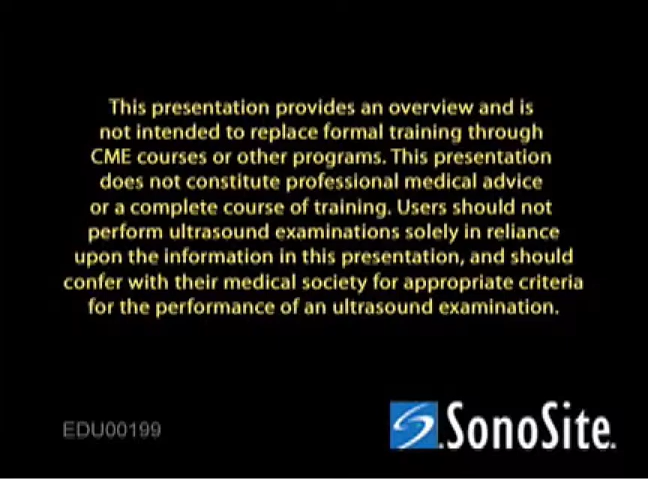 This presentation provides an overview and is
not intended to replace formal training through
CME courses or other programs. This presentation
does not constitute professional medical advice
or a complete course of training. Users should not
perform ultrasound examinations solely in reliance
upon the information in this presentation, and should
confer with their medical society for appropriate criteria
for the performance of an ultrasound examination.
EDU00199
SonoSite.